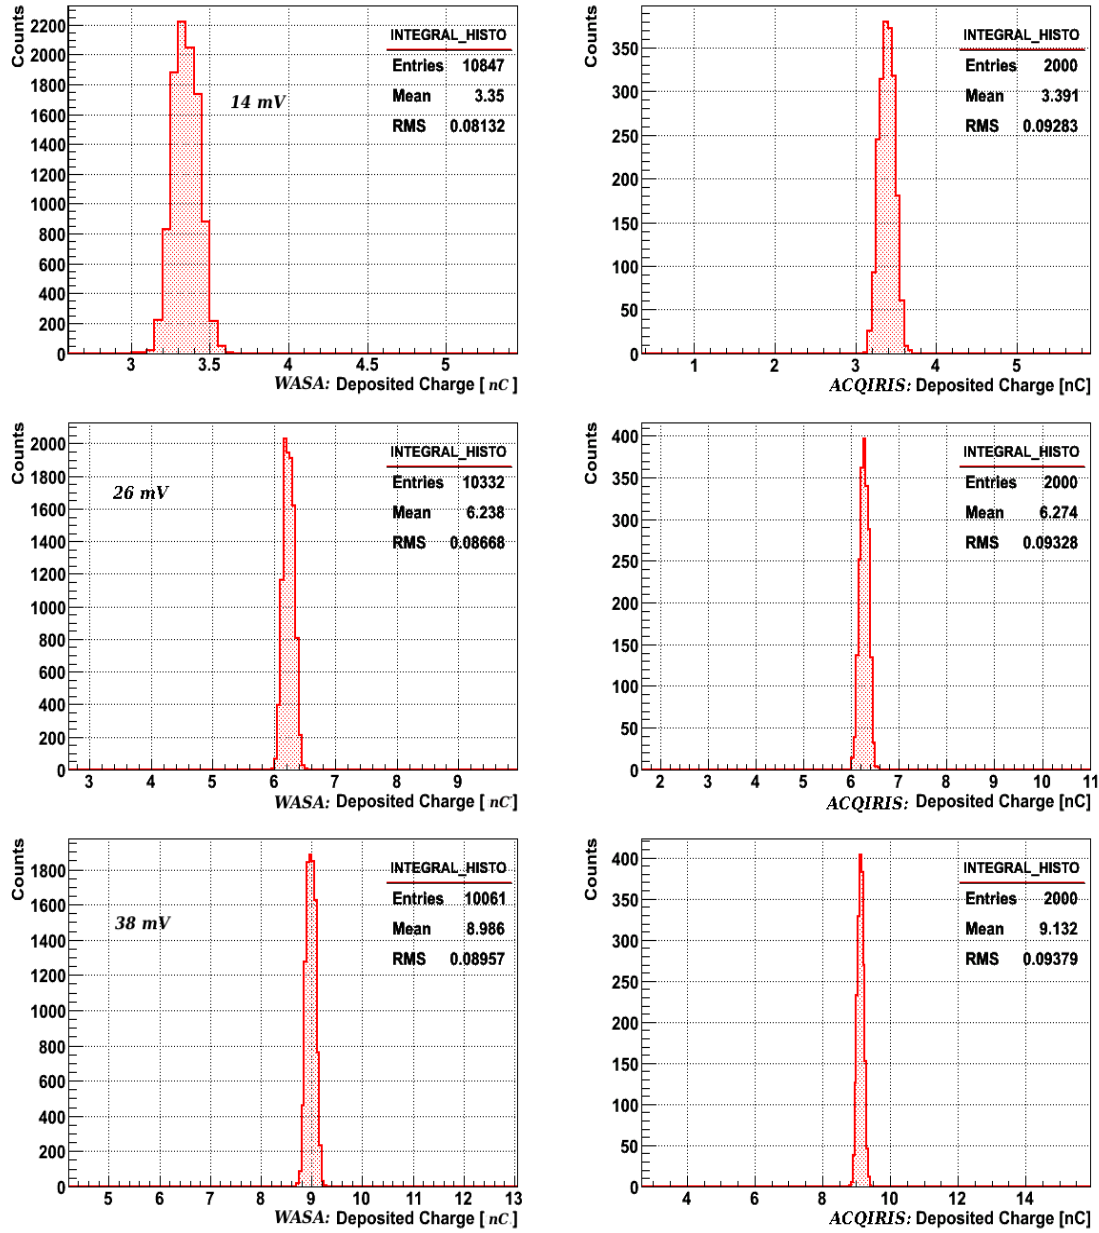 Counts
2200
2000
1800
1600
1400
1200
1000
800
600
400
200
0
3 3.5 4 4.5 5
14 mV
INTEGRAL_HISTO
Entries 10847
Mean 3.35
RMS 0.08132
WASA: Deposited Charge [ nC ]
Counts
350
300
250
200
150
100
50
0
1 2 3 4 5
INTEGRAL_HISTO
Entries 2000
Mean 3.391
RMS 0.09283
ACQIRIS: Deposited Charge [nC]
Counts
2000
1800
1600
1400
1200
1000
800
600
400
200
0
3 4 5 6 7 8 9
26 mV
INTEGRAL_HISTO
Entries 10332
Mean 6.238
RMS 0.08668
WASA: Deposited Charge [ nC ]
Counts
400
350
300
250
200
150
100
50
0
2 3 4 5 6 7 8 9 10 11
INTEGRAL_HISTO
Entries 2000
Mean 6.274
RMS 0.09328
ACQIRIS: Deposited Charge [nC]
Counts
1800
1600
1400
1200
1000
800
600
400
200
0
5 6 7 8 9 10 11 12 13
38 mV
INTEGRAL_HISTO
Entries 10061
Mean 8.986
RMS 0.08957
WASA: Deposited Charge [ nC ]
Counts
400
350
300
250
200
150
100
50
0
4 6 8 10 12 14
INTEGRAL_HISTO
Entries 2000
Mean 9.132
RMS 0.09379
ACQIRIS: Deposited Charge [nC]